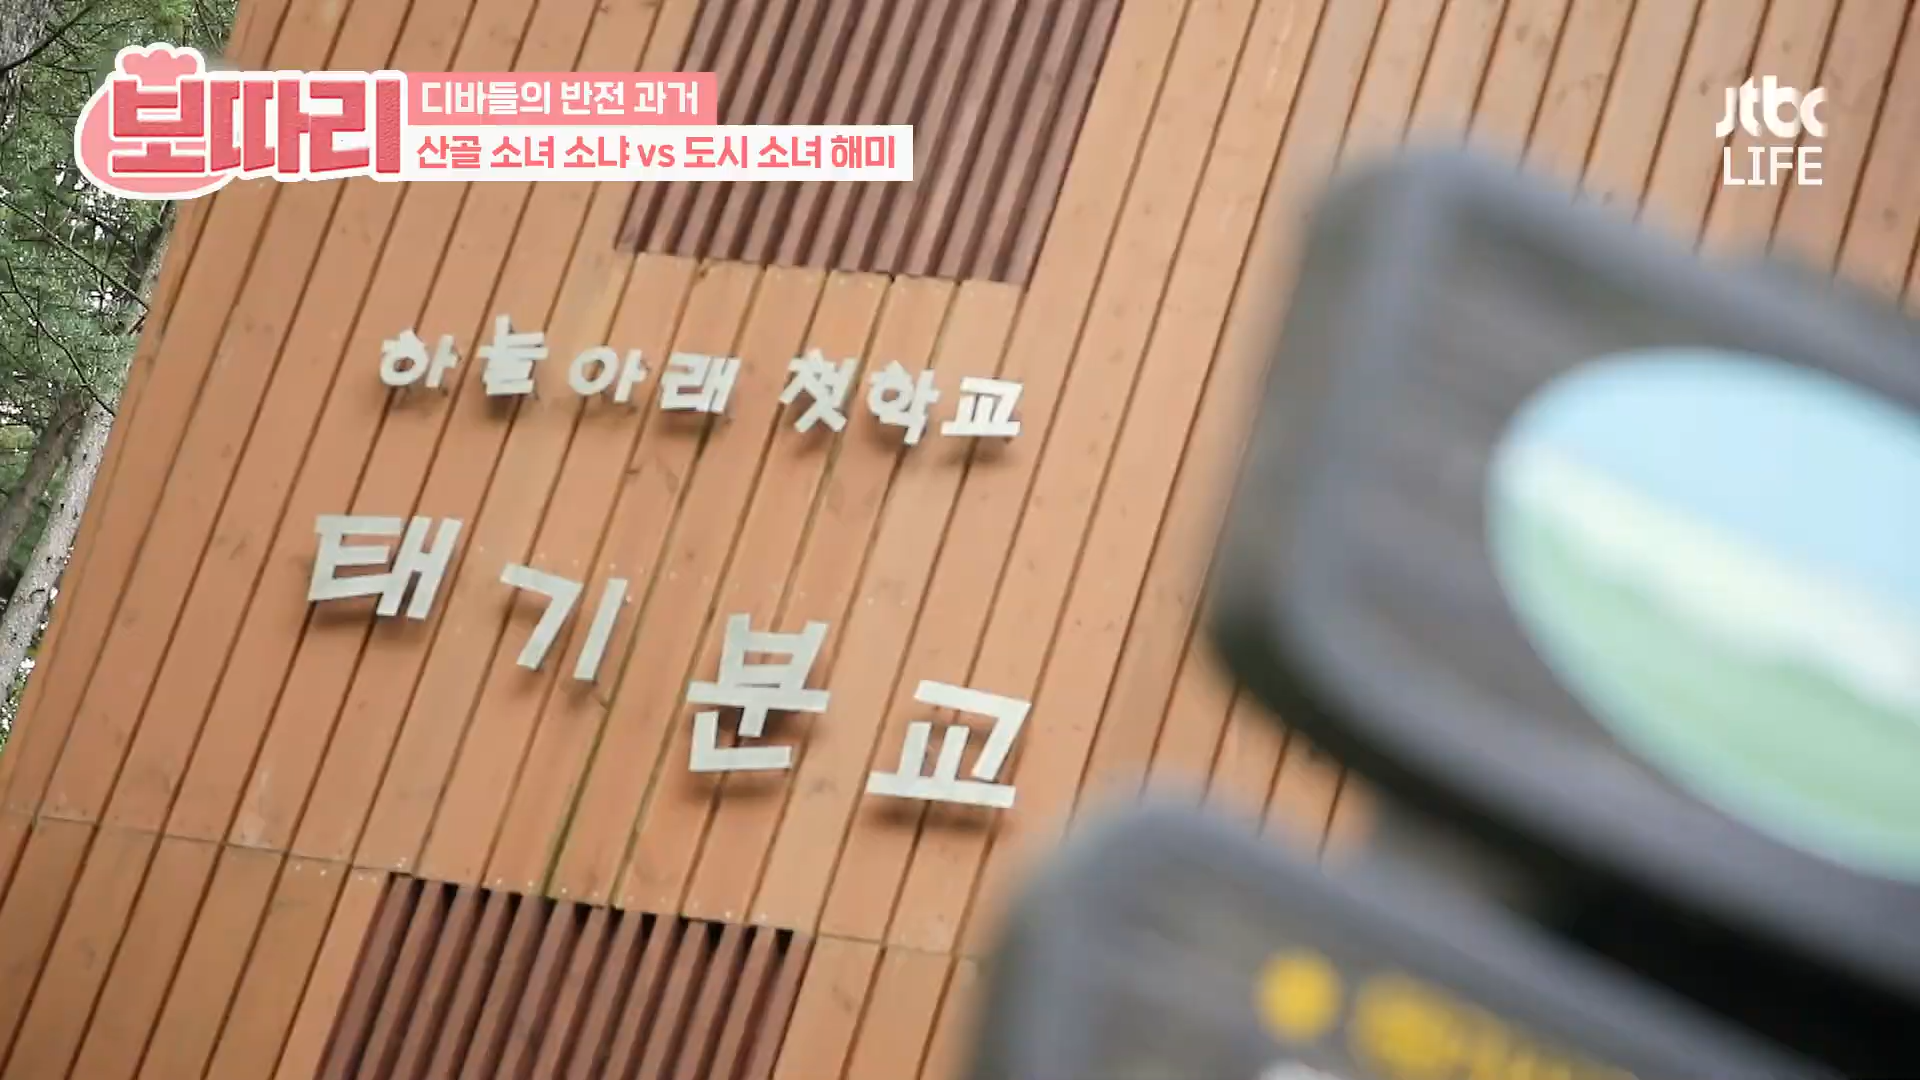 보따리
디바들의 반전 과거
산골 소녀 소냐 vs 도시 소녀 해미
jtbc
LIFE
하늘아래 첫학교
태기분교